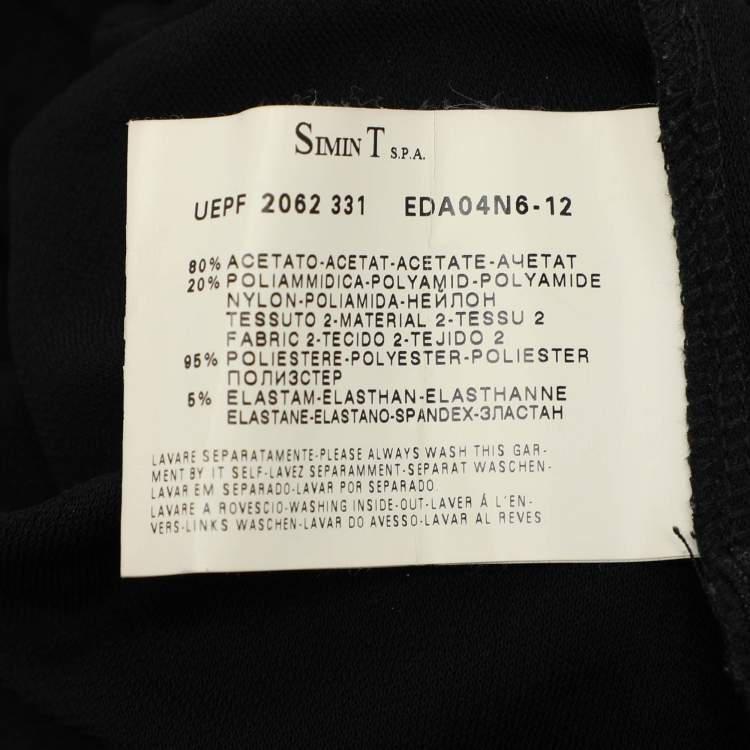 SIMIN T S.P.A.
UEPF 2062 331 EDA04N6-12
80% ACETATO-ACETAT-ACETATE-АЧЕТАТ
20% POLIAMMIDICA-POLYAMID-POLYAMIDE
NYLON-POLIAMIDA-НЕЙЛОН
TESSUTO 2-MATERIAL 2-TESSU 2
FABRIC 2-TECIDO 2-TEJIDO 2
95% POLIESTERE-POLYESTER-POLIESTER
ПОЛИЗСТЕР
5% ELASTAM-ELASTHAN-ELASTHANNE
ELASTANE-ELASTANO-SPANDEX-ЗЛАСТАН
LAVARE SEPARATAMENTE-PLEASE ALWAYS WASH THIS GAR-
MENT BY IT SELF-LAVEZ SEPARAMMENT-SEPARAT WASCHEN-
LAVAR EM SEPARADO-LAVAR POR SEPARADO
LAVARE A ROVESCIO-WASHING INSIDE-OUT-LAVER Á L'EN-
VERS-LINKS WASCHEN-LAVAR DO AVESSO-LAVAR AL REVES